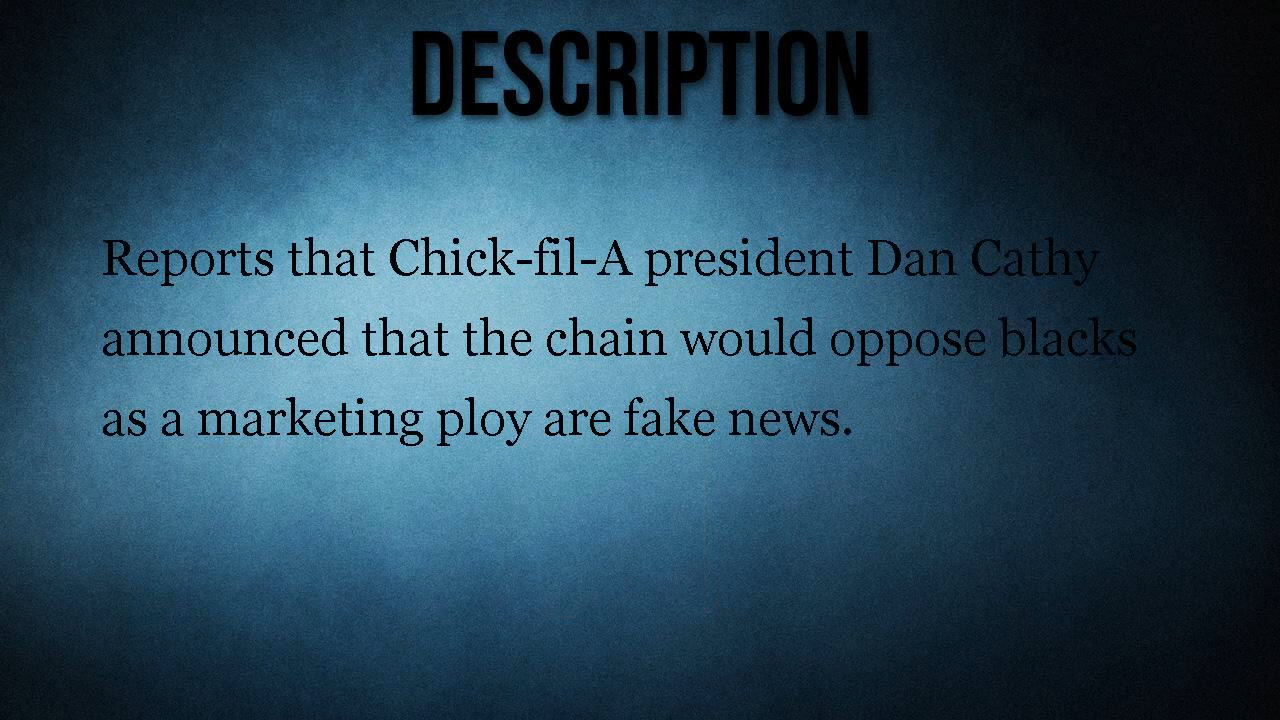 DESCRIPTION
Reports that Chick-fil-A president Dan Cathy
announced that the chain would oppose blacks
as a marketing ploy are fake news.